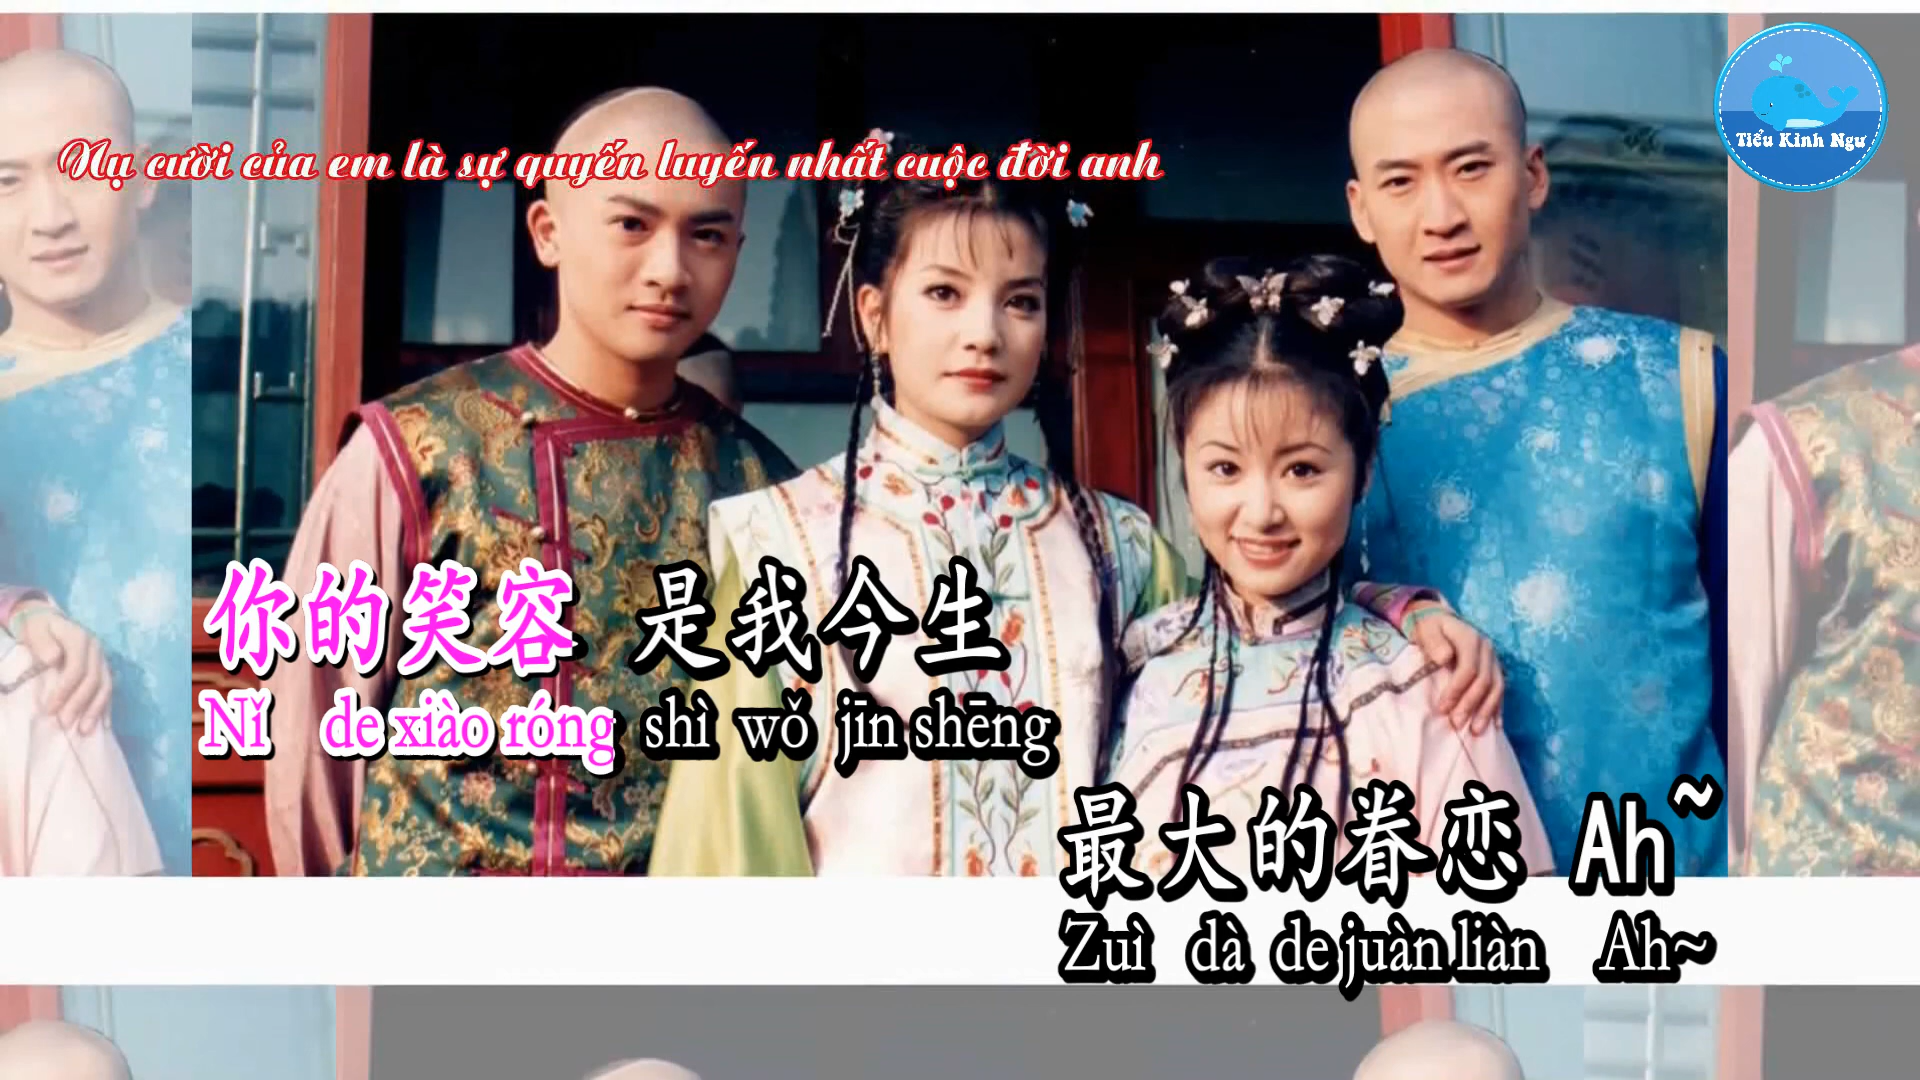 Tiểu Kình Ngư
Nụ cười của em là sự quyến luyến nhất cuộc đời anh
你的笑容 是我今生
Nǐ de xiào róng shì wǒ jīn shēng
最大的眷恋 Ah~
Zuì dà de juàn liàn Ah~